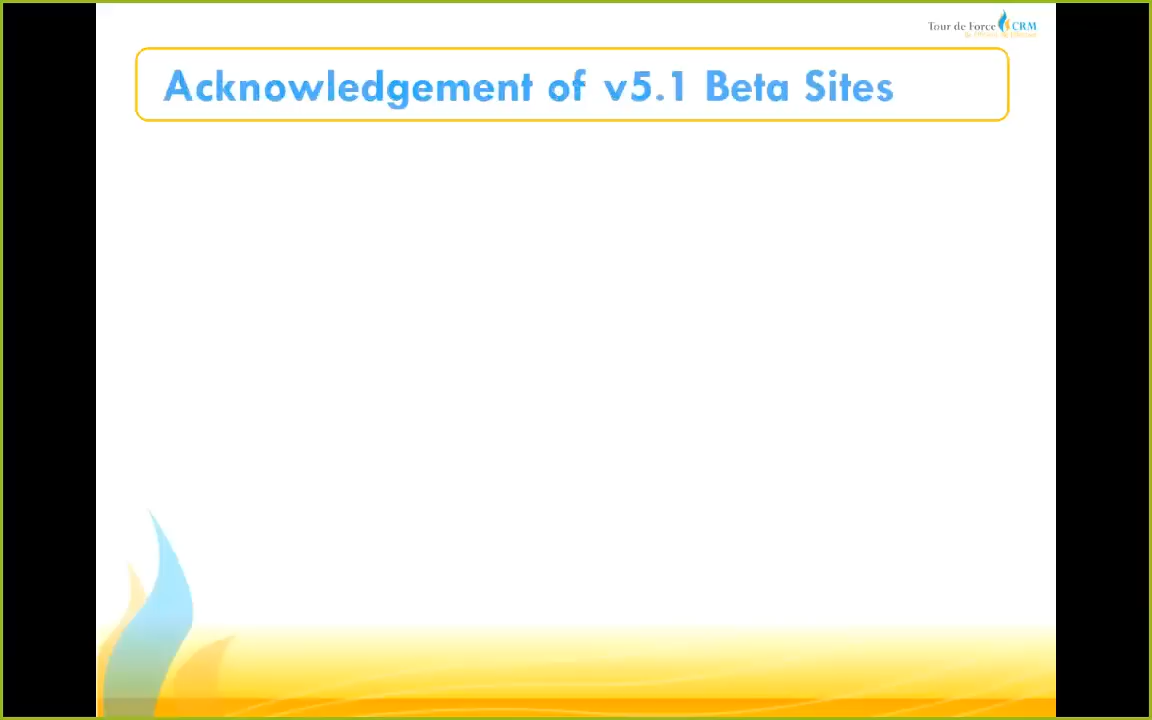 Tour de Force CRM
Acknowledgement of v5.1 Beta Sites